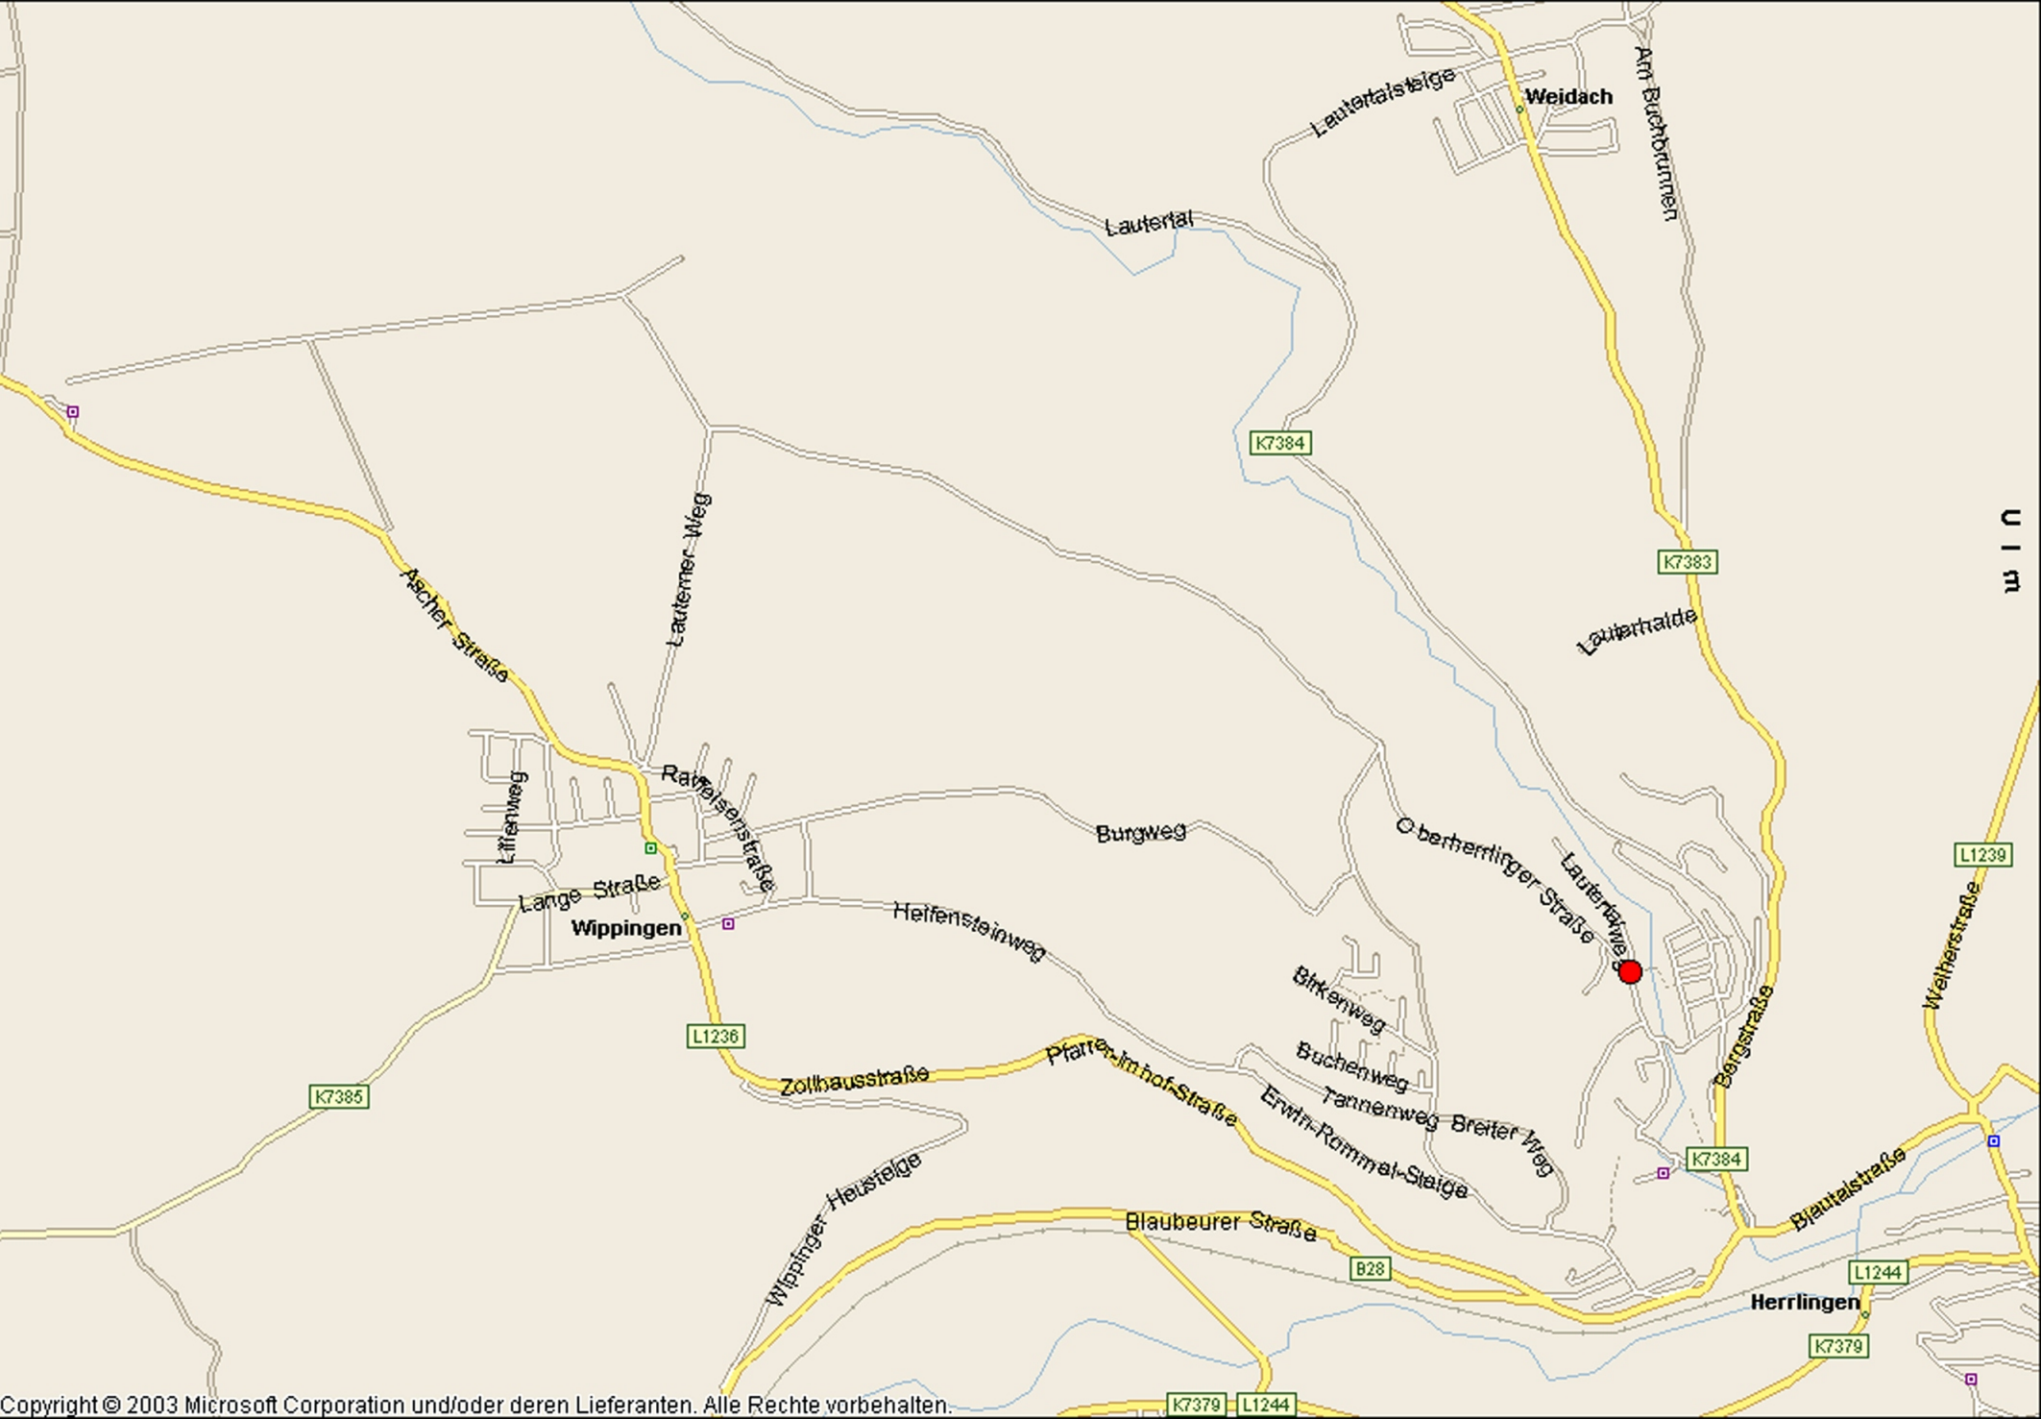 Weidach
Lautertalsteige
Am Buchbrunnen
Lautertal
K7384
Lauterner Weg
K7383
Ulm
Ascher Straße
Lauterhalde
Raiffeisenstraße
Lifflenweg
Burgweg
Oberherrlinger Straße
Lautertalweg
L1239
Lange Straße
Wippingen
Helfensteinweg
Weiherstraße
Birkenweg
Bergstraße
L1236
Zollhausstraße
Pfarrer-Imhof-Straße
Buchenweg
K7385
Erwin-Rommel-Steige
Tannenweg
Breiter Weg
K7384
Blautalstraße
Wippinger Heusteige
Blaubeurer Straße
B28
L1244
Herrlingen
K7379
K7379
L1244
Copyright © 2003 Microsoft Corporation und/oder deren Lieferanten. Alle Rechte vorbehalten.